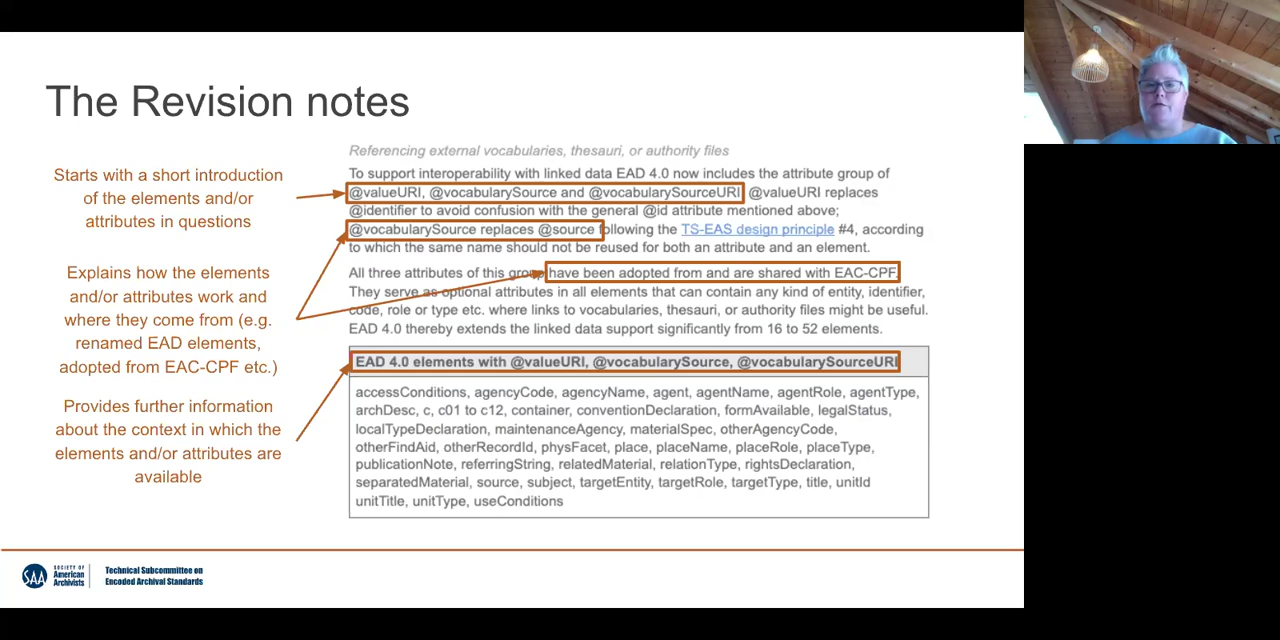 The Revision notes
Starts with a short introduction
of the elements and/or
attributes in questions
Explains how the elements
and/or attributes work and
where they come from (e.g.
renamed EAD elements,
adopted from EAC-CPF etc.)
Provides further information
about the context in which the
elements and/or attributes are
available
Referencing external vocabularies, thesauri, or authority files
To support interoperability with linked data EAD 4.0 now includes the attribute group of
@valueURI, @vocabularySource and @vocabularySourceURI. @valueURI replaces
@identifier to avoid confusion with the general @id attribute mentioned above;
@vocabularySource replaces @source following the TS-EAS design principle #4, according
to which the same name should not be reused for both an attribute and an element.
All three attributes of this group have been adopted from and are shared with EAC-CPF.
They serve as optional attributes in all elements that can contain any kind of entity, identifier,
code, role or type etc. where links to vocabularies, thesauri, or authority files might be useful.
EAD 4.0 thereby extends the linked data support significantly from 16 to 52 elements.
EAD 4.0 elements with @valueURI, @vocabularySource, @vocabularySourceURI
accessConditions, agencyCode, agencyName, agent, agentName, agentRole, agentType,
archDesc, c, c01 to c12, container, conventionDeclaration, formAvailable, legalStatus,
localTypeDeclaration, maintenanceAgency, materialSpec, otherAgencyCode,
otherFindAid, otherRecordId, physFacet, place, placeName, placeRole, placeType,
publicationNote, referringString, relatedMaterial, relationType, rightsDeclaration,
separatedMaterial, source, subject, targetEntity, targetRole, targetType, title, unitId
unitTitle, unitType, useConditions
SAA
SOCIETY OF
American
Archivists
Technical Subcommittee on
Encoded Archival Standards